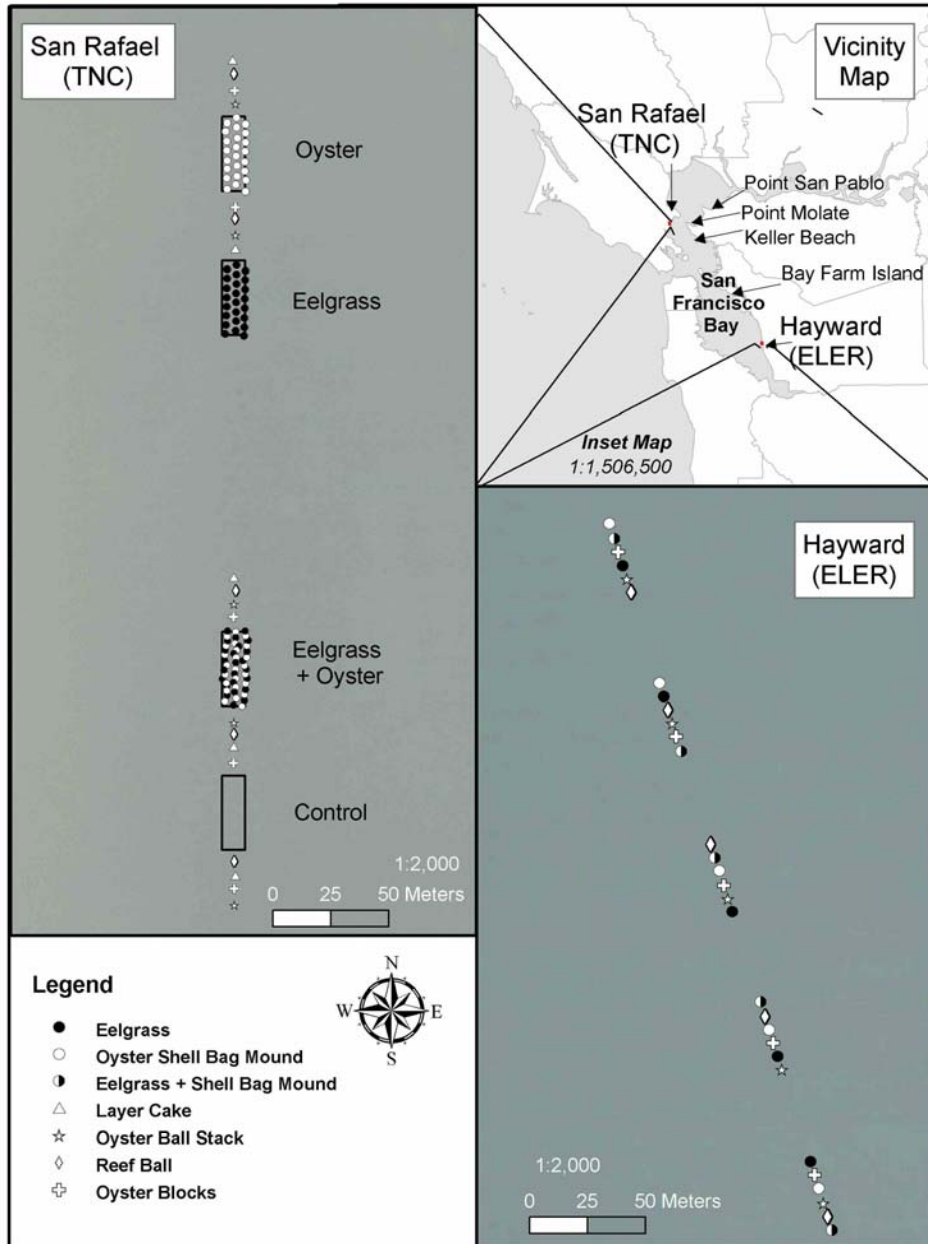 San Rafael
(TNC)
Oyster
Eelgrass
Eelgrass
+ Oyster
Control
1:2,000
0 25 50 Meters
Vicinity
Map
San Rafael
(TNC)
Point San Pablo
Point Molate
Keller Beach
Bay Farm Island
San
Francisco
Bay
Hayward
(ELER)
Inset Map
1:1,506,500
Hayward
(ELER)
1:2,000
0 25 50 Meters
Legend
Eelgrass
Oyster Shell Bag Mound
Eelgrass + Shell Bag Mound
Layer Cake
Oyster Ball Stack
Reef Ball
Oyster Blocks
N
W E
S